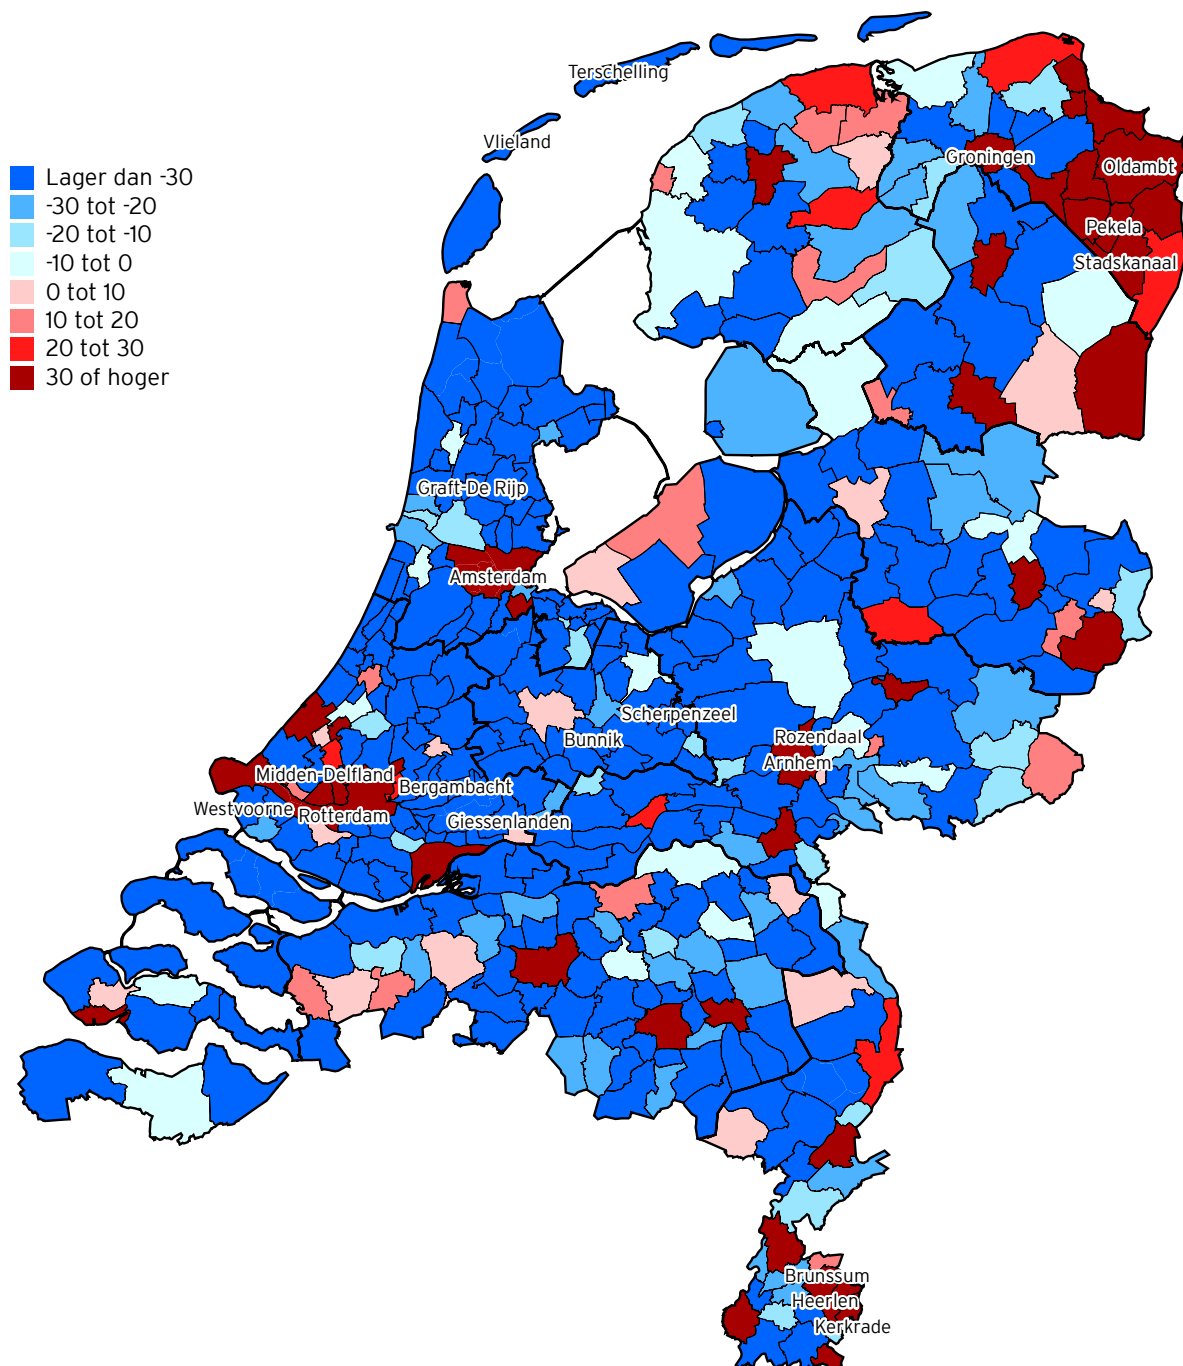 Terschelling
Vlieland
Groningen
Oldambt
Lager dan -30
-30 tot -20
-20 tot -10
-10 tot 0
0 tot 10
10 tot 20
20 tot 30
30 of hoger
Pekela
Stadskanaal
Graft-De Rijp
Amsterdam
Scherpenzeel
Bunnik
Rozendaal
Arnhem
Midden-Delfland
Bergambacht
Westvoorne
Rotterdam
Giessenlanden
Brunssum
Heerlen
Kerkrade